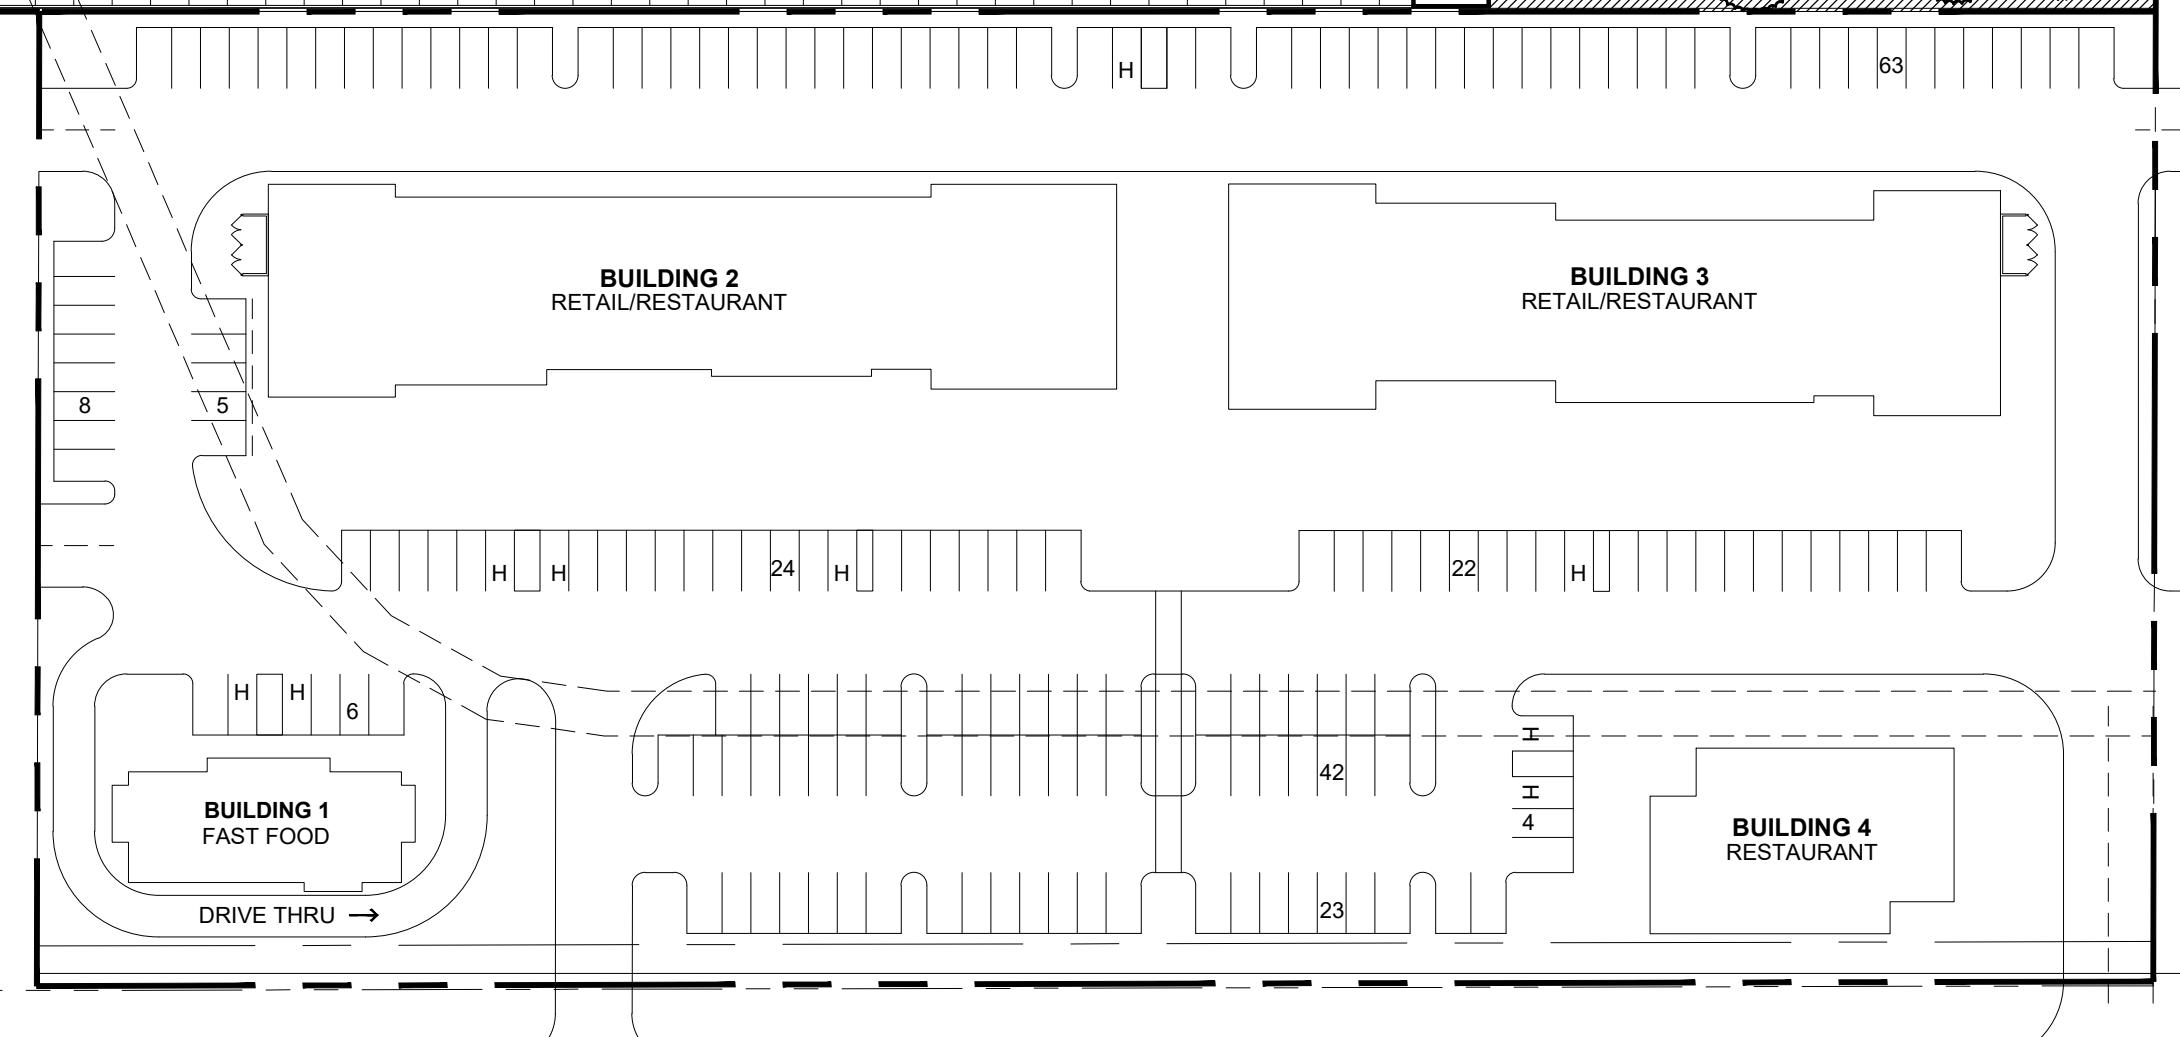 H
63
BUILDING 2
RETAIL/RESTAURANT
BUILDING 3
RETAIL/RESTAURANT
8
5
H
H
24
H
22
H
H
H
6
H
42
H
4
BUILDING 1
FAST FOOD
BUILDING 4
RESTAURANT
DRIVE THRU
23